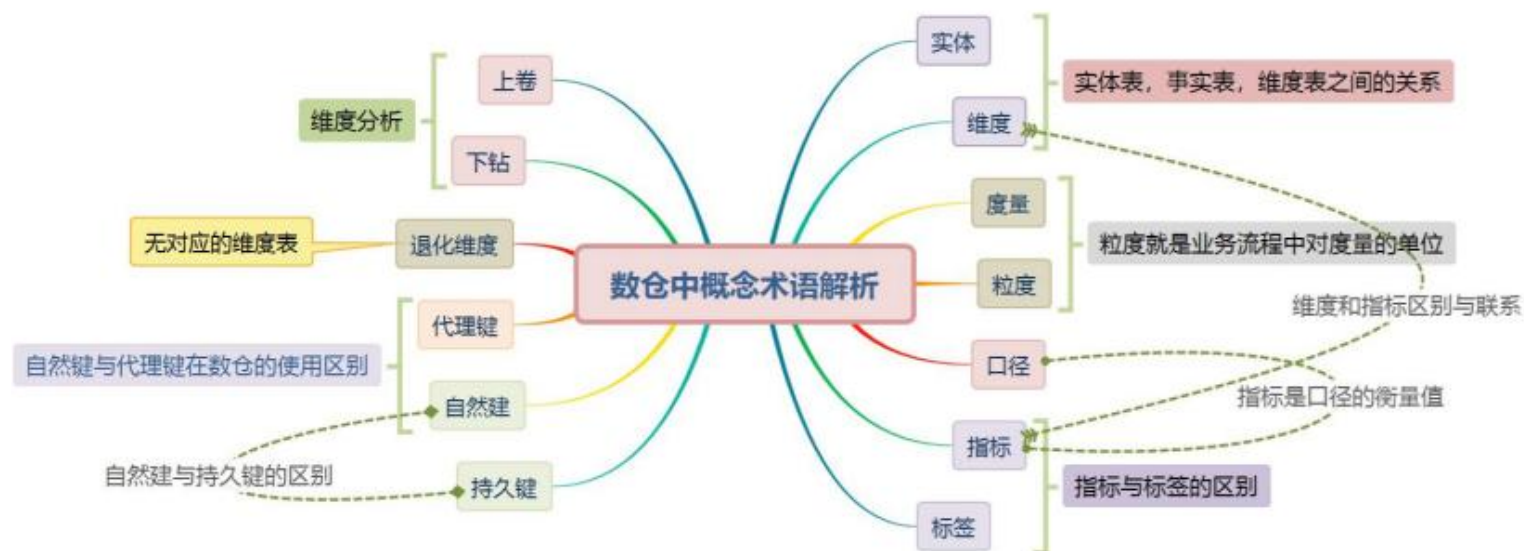 数仓中概念术语解析
上卷
下钻
维度分析
退化维度
无对应的维度表
代理键
自然建
自然键与代理键在数仓的使用区别
持久键
自然建与持久键的区别
实体
维度
实体表，事实表，维度表之间的关系
度量
粒度
粒度就是业务流程中对度量的单位
维度和指标区别与联系
口径
指标是口径的衡量值
指标
标签
指标与标签的区别